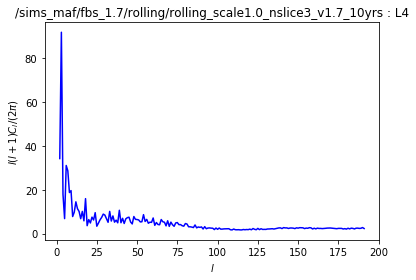 /sims_maf/fbs_1.7/rolling/rolling_scale1.0_nslice3_v1.7_10yrs : L4
l(l + 1)C_l/(2π)
80
60
40
20
0
0 25 50 75 100 125 150 175 200
l